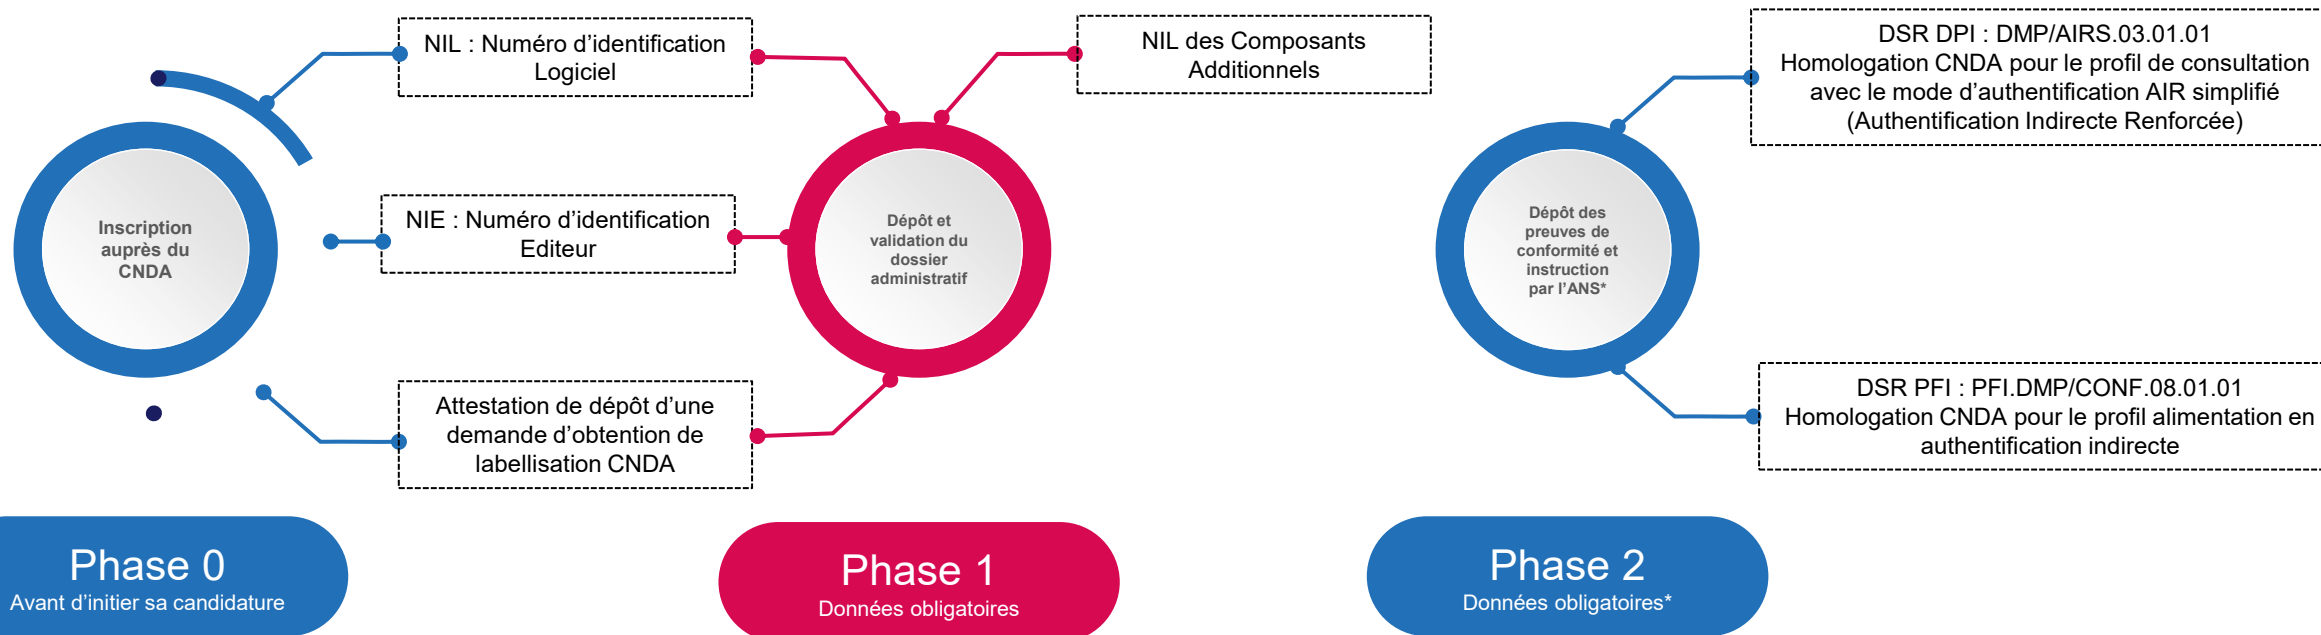 NIL : Numéro d’identification
Logiciel
Inscription
auprès du
CNDA
NIE : Numéro d’identification
Editeur
Attestation de dépôt d’une
demande d’obtention de
labellisation CNDA
Phase 0
Avant d’initier sa candidature
NIL des Composants
Additionnels
Dépôt et
validation du
dossier
administratif
Phase 1
Données obligatoires
DSR DPI : DMP/AIRS.03.01.01
Homologation CNDA pour le profil de consultation
avec le mode d’authentification AIR simplifié
(Authentification Indirecte Renforcée)
Dépôt des
preuves de
conformité et
instruction
par l’ANS*
DSR PFI : PFI.DMP/CONF.08.01.01
Homologation CNDA pour le profil alimentation en
authentification indirecte
Phase 2
Données obligatoires*